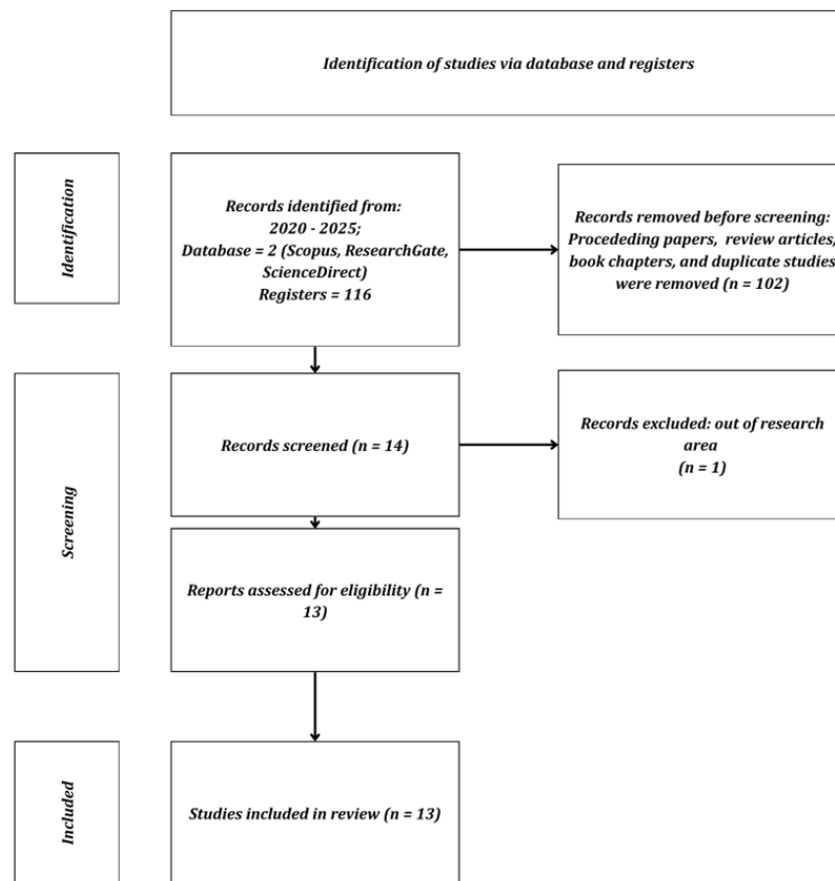 Identification of studies via database and registers
Identification
Records identified from:
2020 - 2025;
Database = 2 (Scopus, ResearchGate,
ScienceDirect)
Registers = 116
Records removed before screening:
Procededing papers, review articles,
book chapters, and duplicate studies
were removed (n = 102)
Screening
Records screened (n = 14)
Records excluded: out of research
area
(n = 1)
Reports assessed for eligibility (n =
13)
Included
Studies included in review (n = 13)